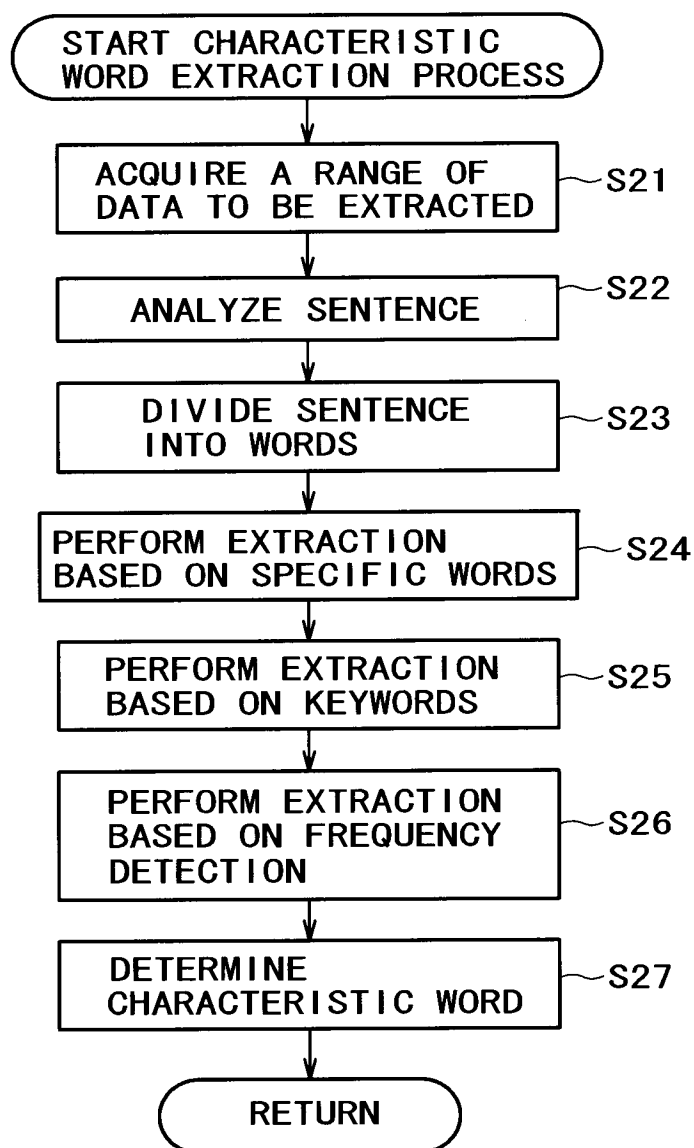 START CHARACTERISTIC
WORD EXTRACTION PROCESS
ACQUIRE A RANGE OF
DATA TO BE EXTRACTED
S21
ANALYZE SENTENCE
S22
DIVIDE SENTENCE
INTO WORDS
S23
PERFORM EXTRACTION
BASED ON SPECIFIC WORDS
S24
PERFORM EXTRACTION
BASED ON KEYWORDS
S25
PERFORM EXTRACTION
BASED ON FREQUENCY
DETECTION
S26
DETERMINE
CHARACTERISTIC WORD
S27
RETURN